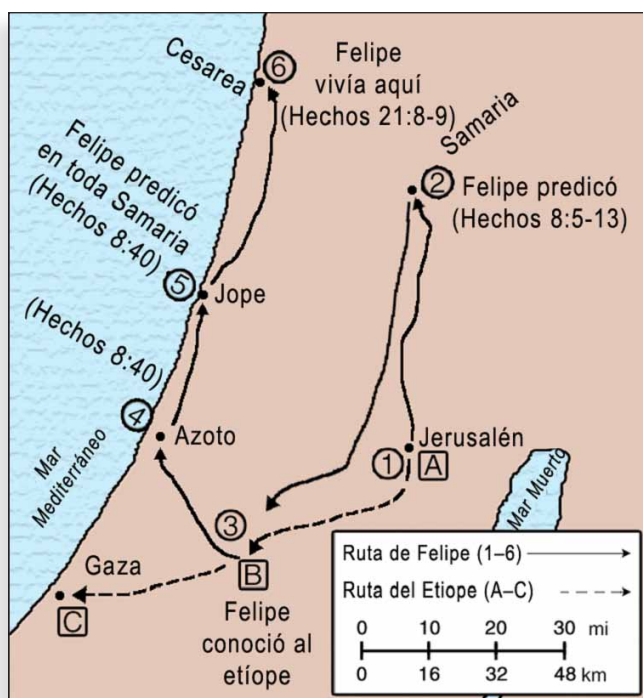 Cesarea
⑥
Felipe
vivía aquí
(Hechos 21:8-9)
Samaria
②
Felipe predicó
(Hechos 8:5-13)
Felipe predicó
en toda Samaria
(Hechos 8:40)
⑤
Jope
(Hechos 8:40)
④
Azoto
Mar
Mediterráneo
Jerusalén
①
A
Mar Muerto
③
B
Felipe
conoció al
etíope
Gaza
C
Ruta de Felipe (1–6)
Ruta del Etiope (A–C)
0 10 20 30 mi
0 16 32 48 km